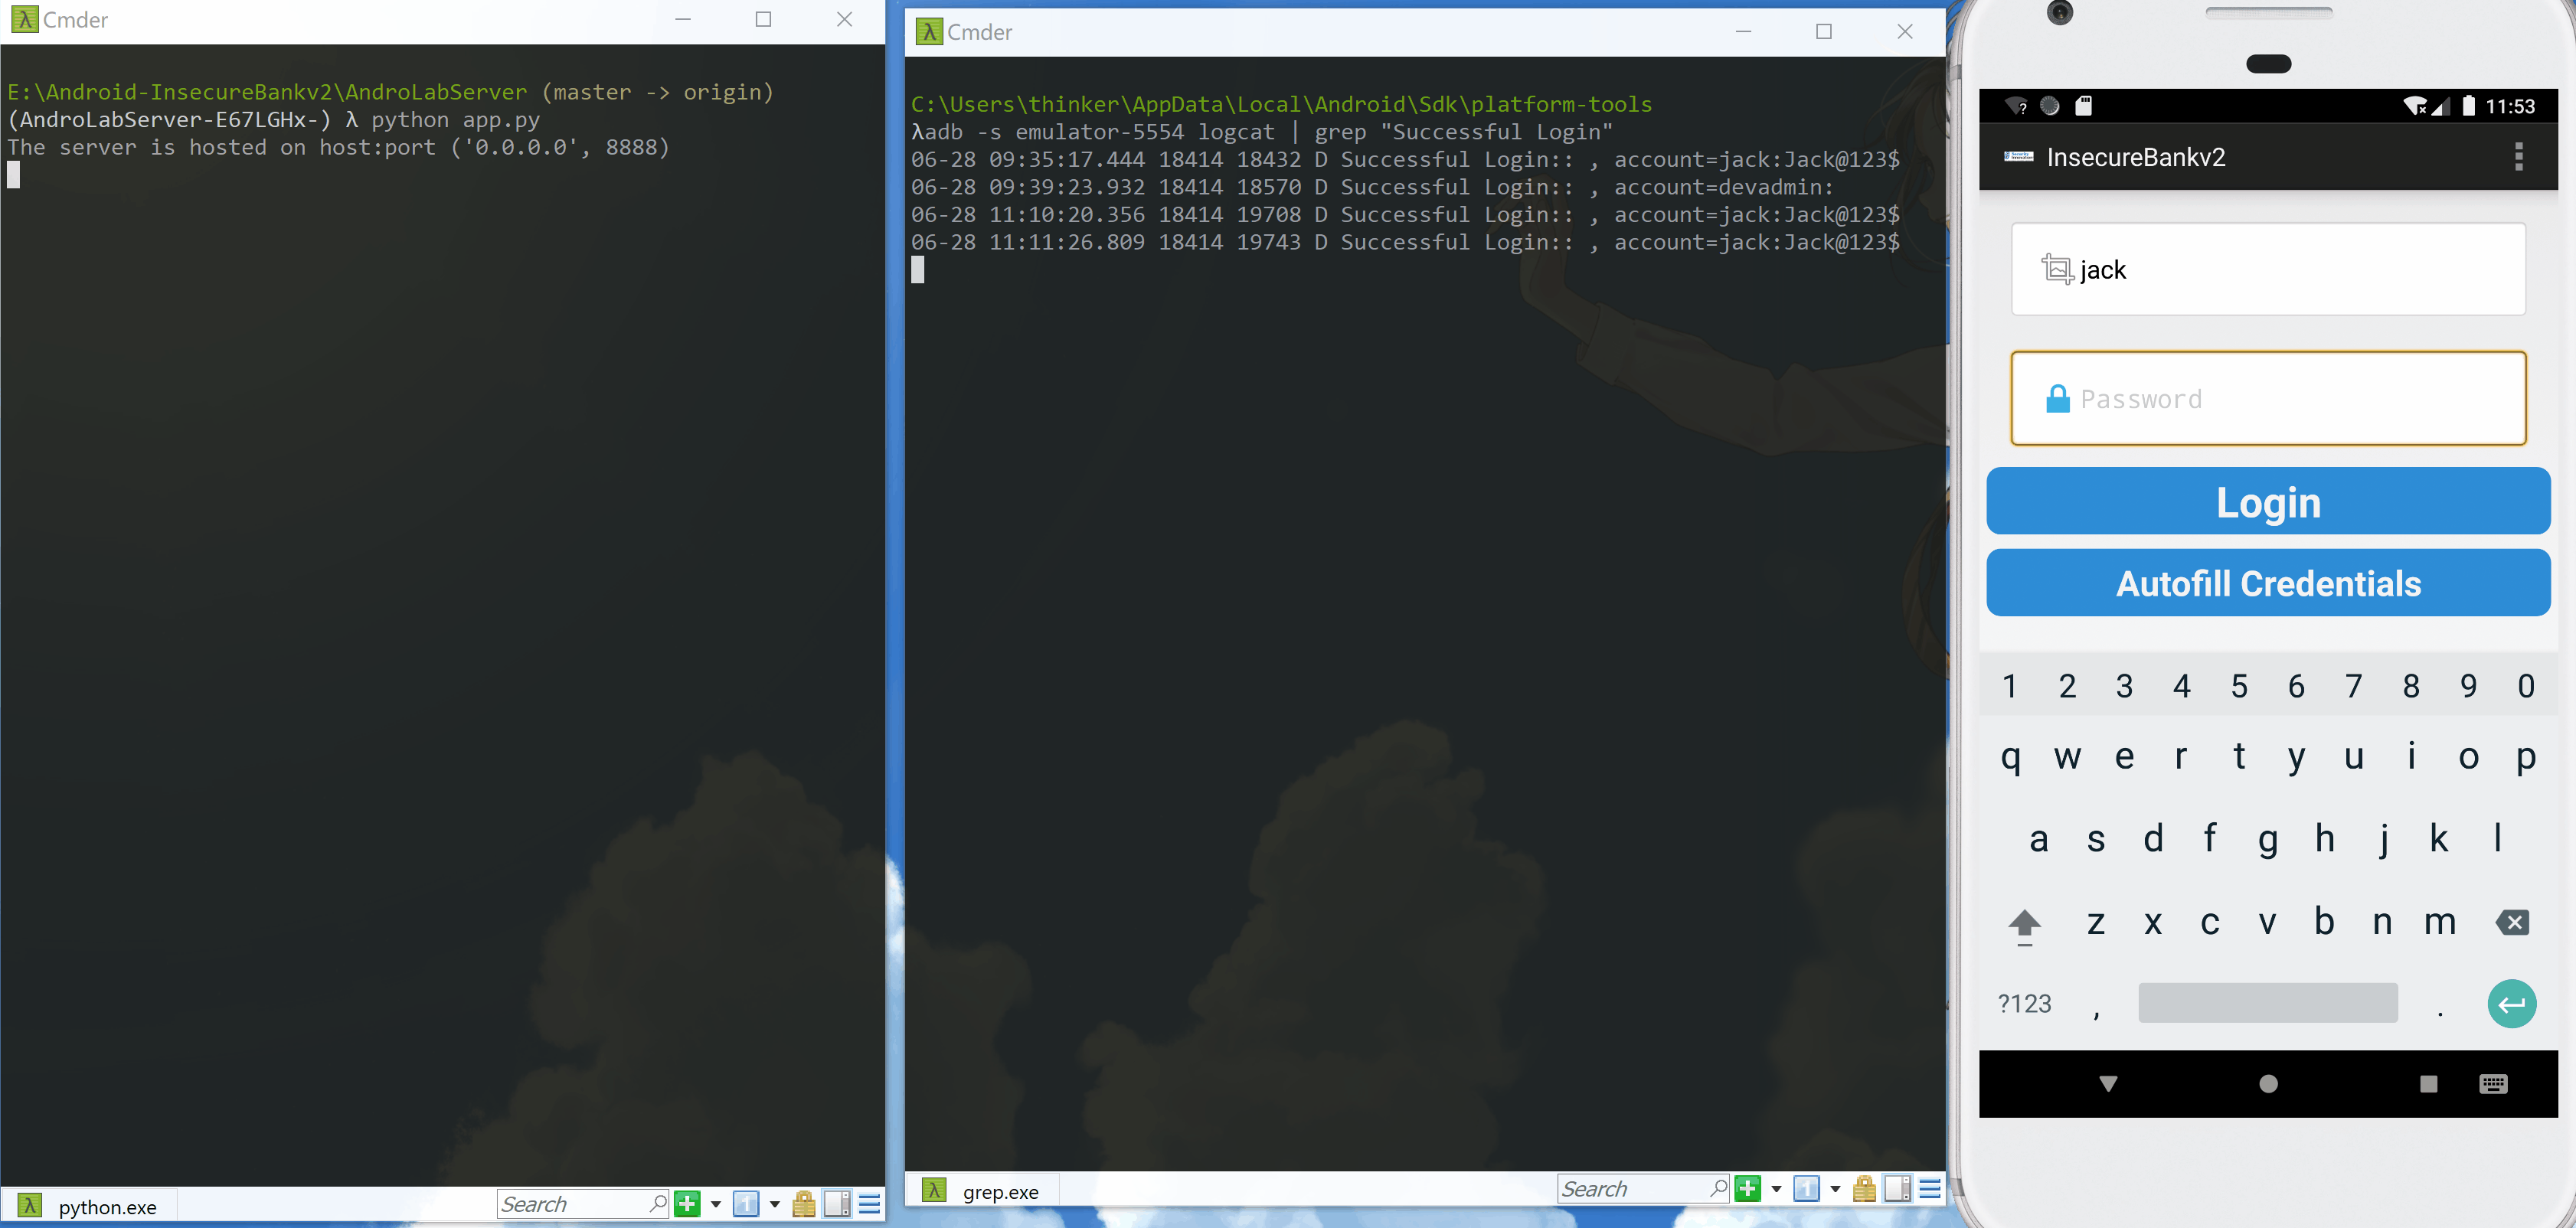 Cmder
E:\Android-InsecureBankv2\AndroLabServer (master -> origin)
(AndroLabServer-E67LGHx-) λ python app.py
The server is hosted on host:port ('0.0.0.0', 8888)
python.exe
Search
1
Cmder
C:\Users\thinker\AppData\Local\Android\Sdk\platform-tools
λadb -s emulator-5554 logcat | grep "Successful Login"
06-28 09:35:17.444 18414 18432 D Successful Login:: , account=jack:Jack@123$
06-28 09:39:23.932 18414 18570 D Successful Login:: , account=devadmin:
06-28 11:10:20.356 18414 19708 D Successful Login:: , account=jack:Jack@123$
06-28 11:11:26.809 18414 19743 D Successful Login:: , account=jack:Jack@123$
grep.exe
Search
1
11:53
InsecureBankv2
jack
Password
Login
Autofill Credentials
1 2 3 4 5 6 7 8 9 0
q w e r t y u i o p
a s d f g h j k l
z x c v b n m
?123 , .